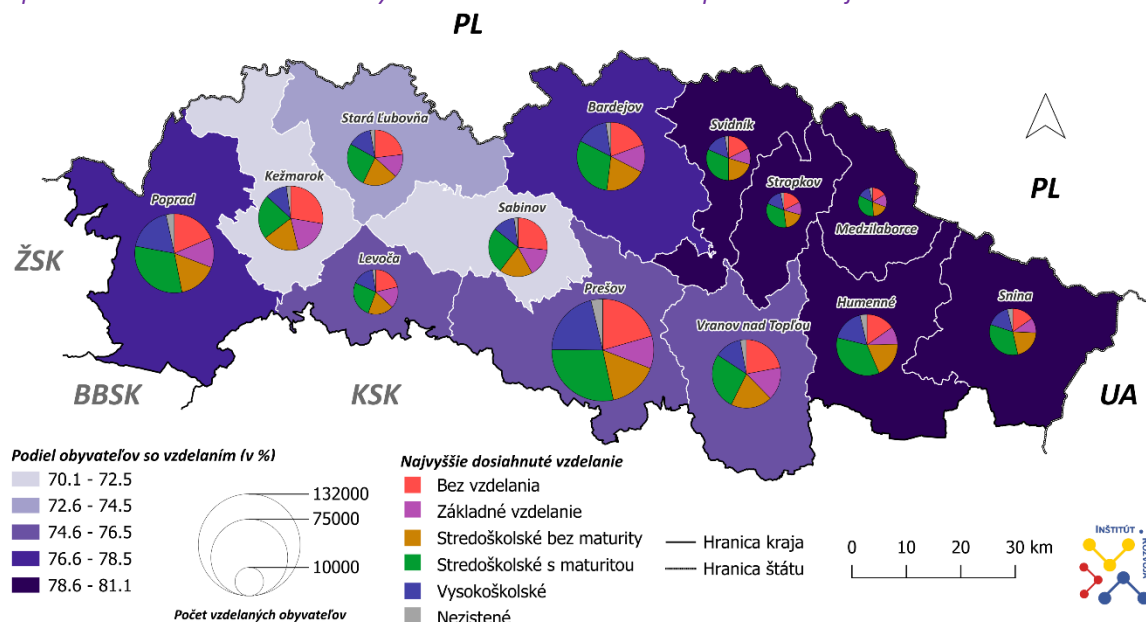 PL
Stará Ľubovňa
Bardejov
Svidník
Kežmarok
Poprad
Stropkov
Medzilaborce
PL
Sabinov
ŽSK
Levoča
Prešov
Humenné
Snina
Vranov nad Topľou
BBSK
KSK
UA
Podiel obyvateľov so vzdelaním (v %)
70.1 - 72.5
72.6 - 74.5
74.6 - 76.5
76.6 - 78.5
78.6 - 81.1
132000
75000
10000
Počet vzdelaných obyvateľov
Najvyššie dosiahnuté vzdelanie
Bez vzdelania
Základné vzdelanie
Stredoškolské bez maturity
Stredoškolské s maturitou
Vysokoškolské
Nezistené
Hranica kraja
Hranica štátu
0 10 20 30 km
INŠTITÚT